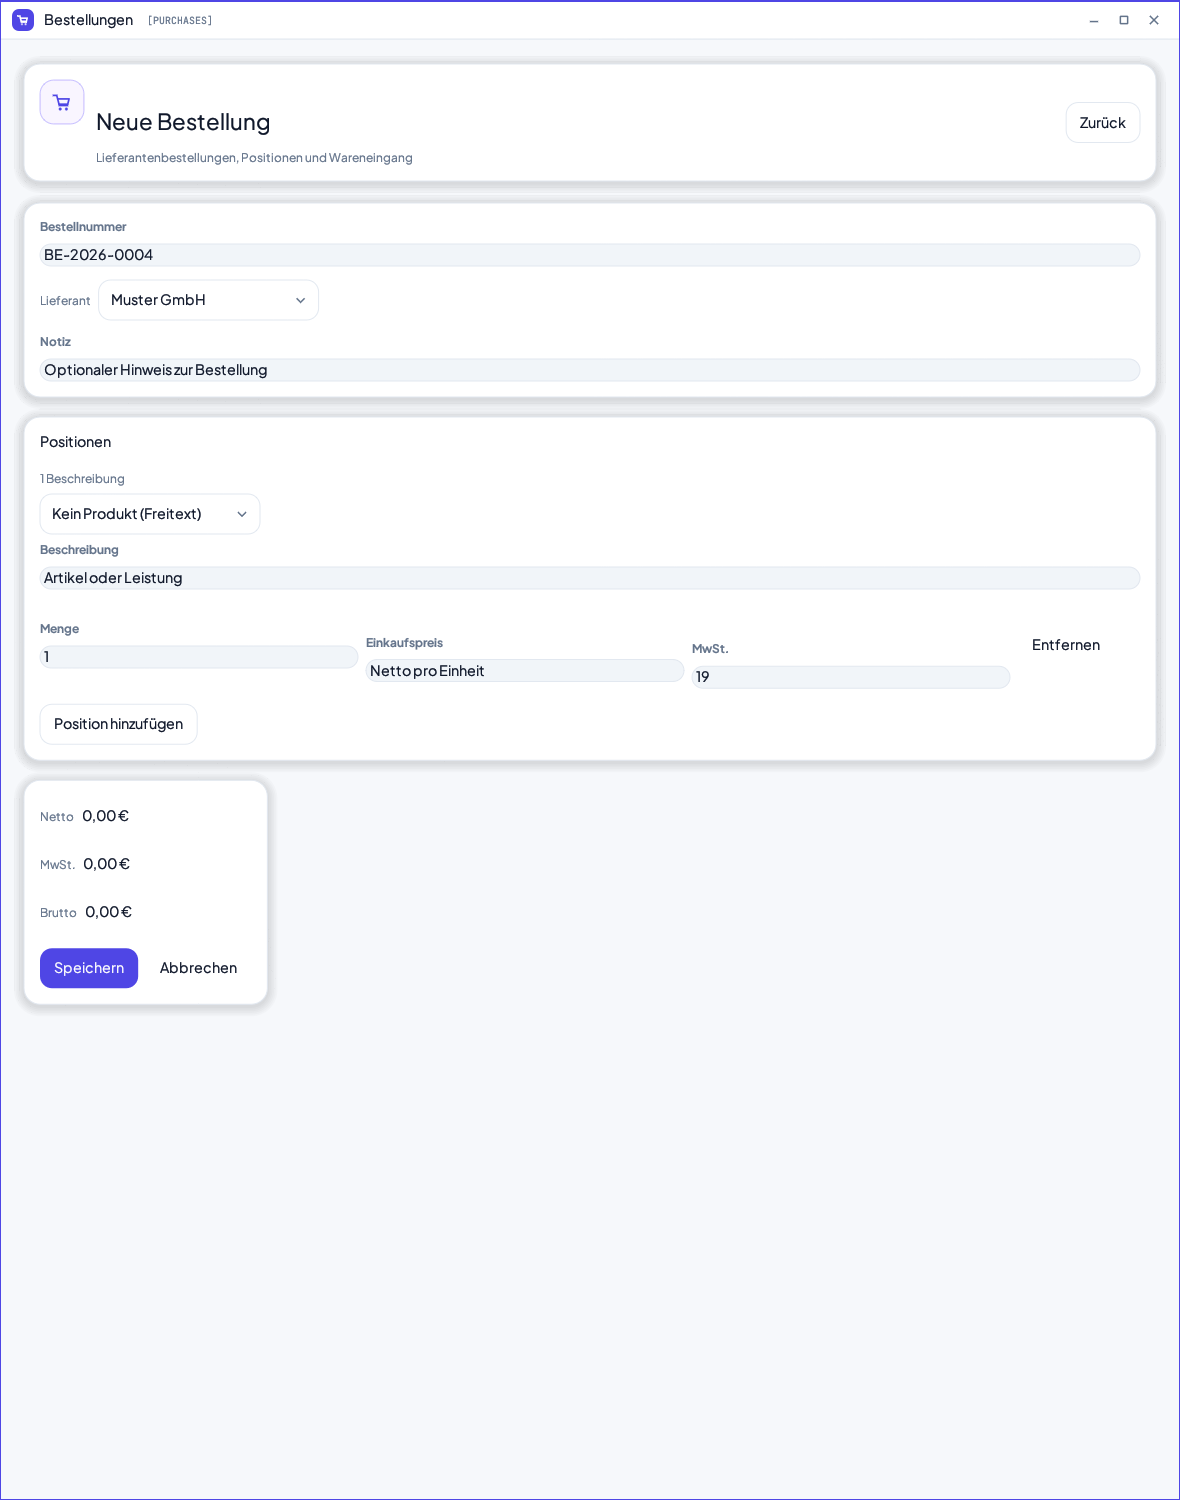 Bestellungen [PURCHASES]
Neue Bestellung
Zurück
Lieferantenbestellungen, Positionen und Wareneingang
Bestellnummer
BE-2026-0004
Lieferant Muster GmbH
Notiz
Optionaler Hinweis zur Bestellung
Positionen
1 Beschreibung
Kein Produkt (Freitext)
Beschreibung
Artikel oder Leistung
Menge
1
Einkaufspreis
Netto pro Einheit
MwSt.
19
Entfernen
Position hinzufügen
Netto 0,00 €
MwSt. 0,00 €
Brutto 0,00 €
Speichern Abbrechen